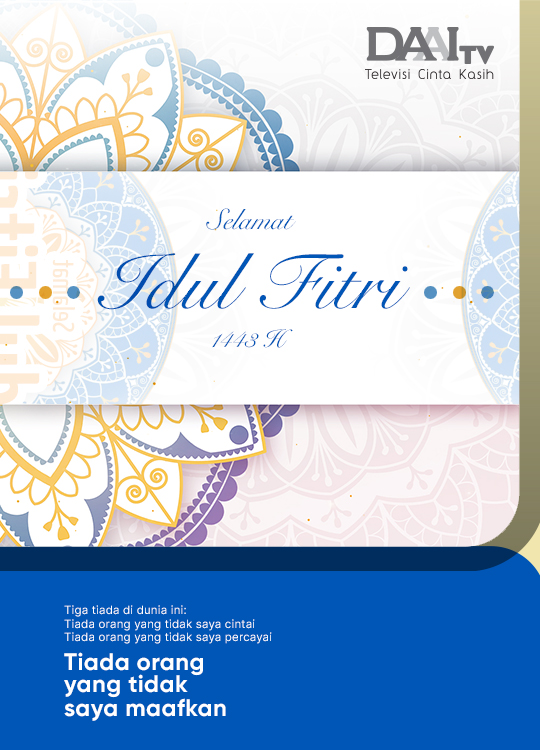 DAAI TV
Televisi Cinta Kasih
Selamat
Idul Fitri
1443 H
Tiga tiada di dunia ini:
Tiada orang yang tidak saya cintai
Tiada orang yang tidak saya percayai
Tiada orang
yang tidak
saya maafkan